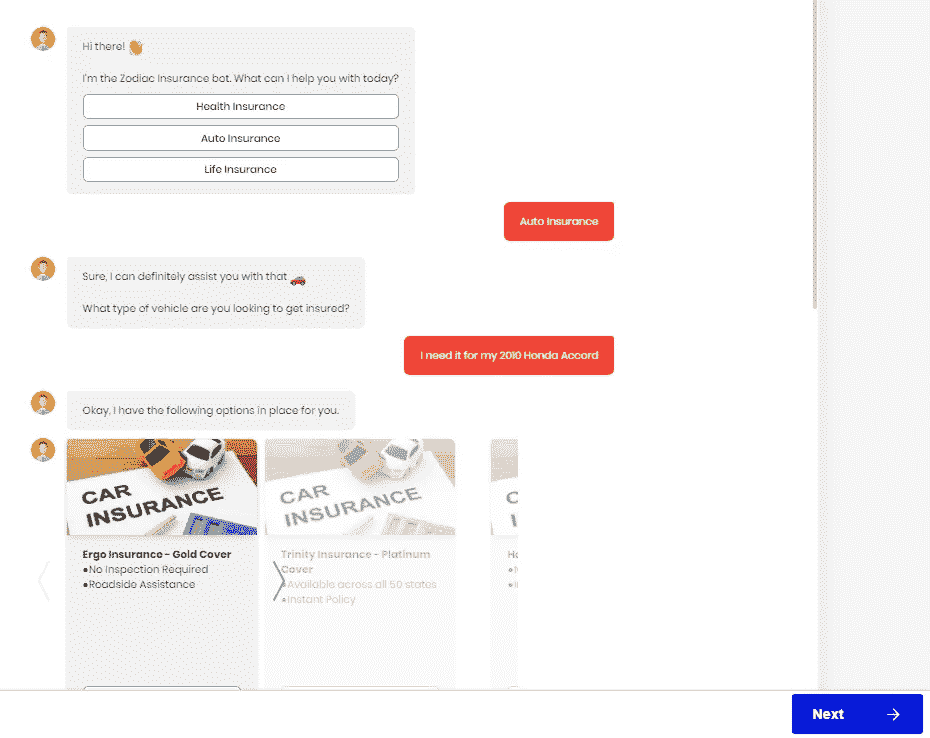 Hi there!
I'm the Zodiac Insurance bot. What can I help you with today?
Health Insurance
Auto Insurance
Life Insurance
Auto Insurance
Sure, I can definitely assist you with that
What type of vehicle are you looking to get insured?
I need it for my 2010 Honda Accord
Okay, I have the following options in place for you.
CAR
INSURANCE
Ergo Insurance - Gold Cover
●No Inspection Required
●Roadside Assistance
CAR
INSURANCE
Trinity Insurance - Platinum
Cover
●Available across all 50 states
●Instant Policy
Next